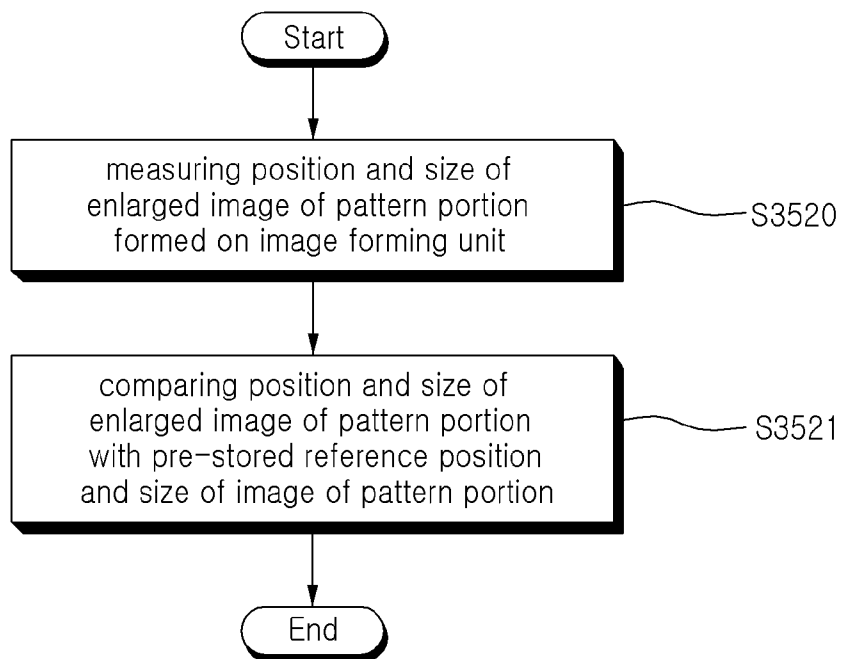 Start
measuring position and size of
enlarged image of pattern portion
formed on image forming unit
S3520
comparing position and size of
enlarged image of pattern portion
with pre-stored reference position
and size of image of pattern portion
S3521
End